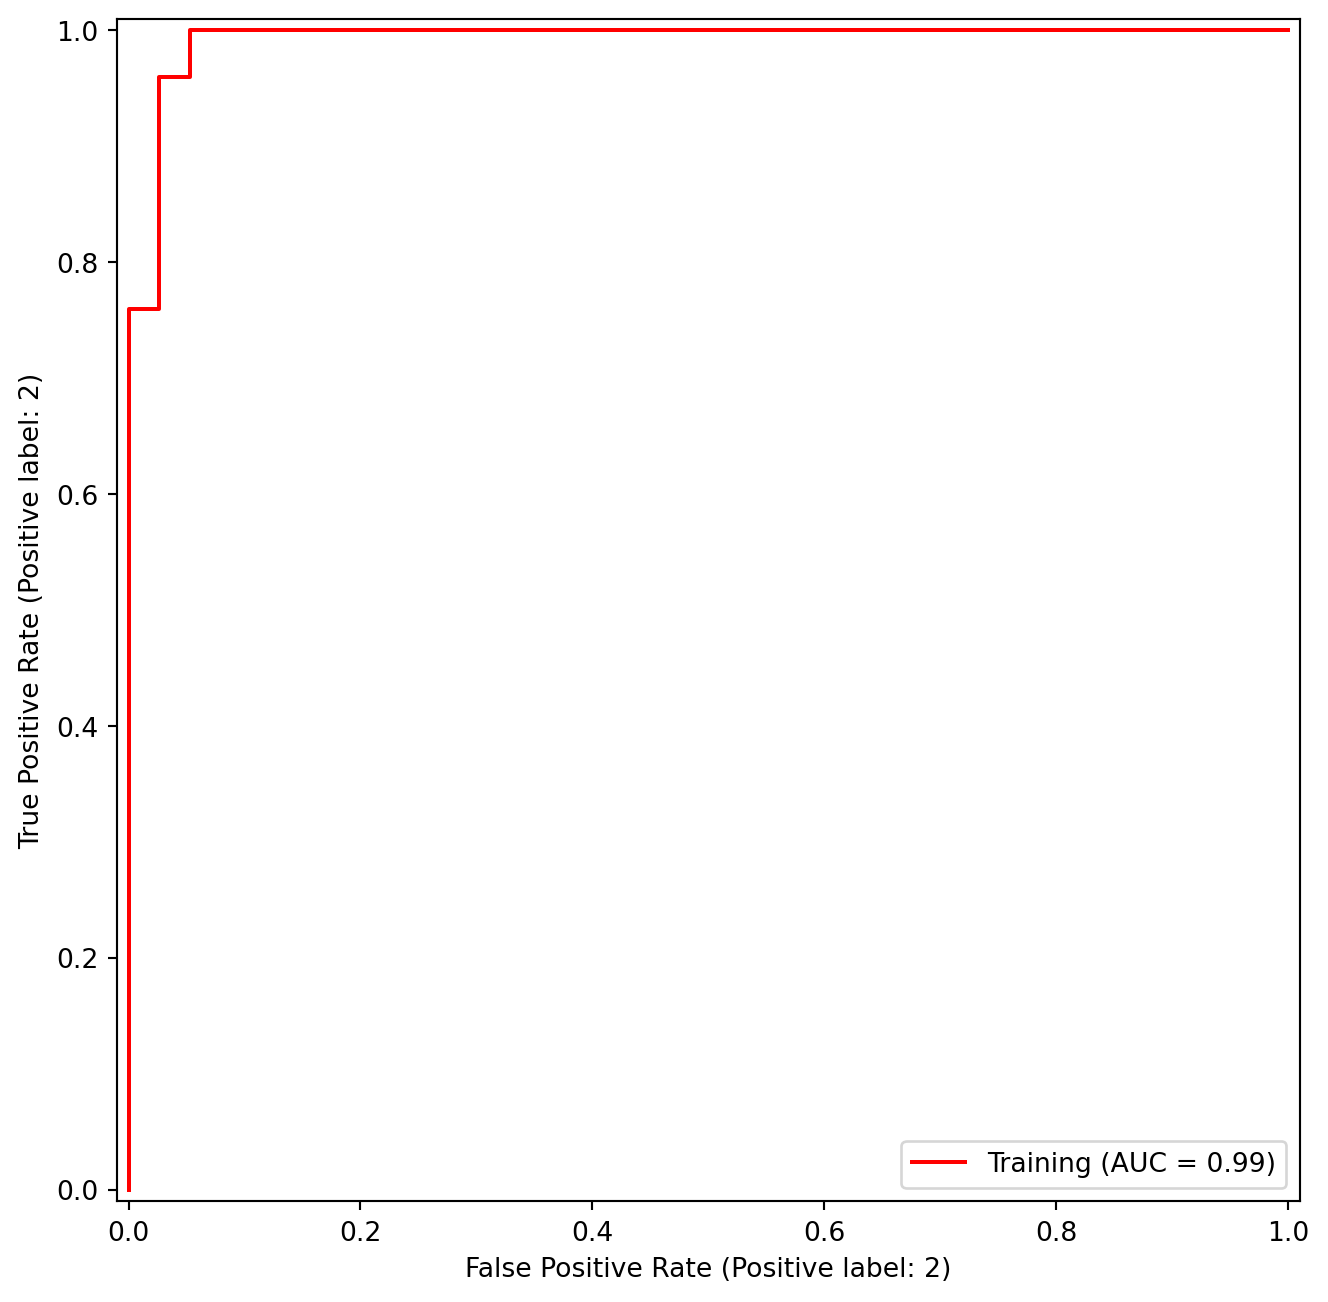 1.0
0.8
0.6
0.4
0.2
0.0
True Positive Rate (Positive label: 2)
Training (AUC = 0.99)
0.0 0.2 0.4 0.6 0.8 1.0
False Positive Rate (Positive label: 2)